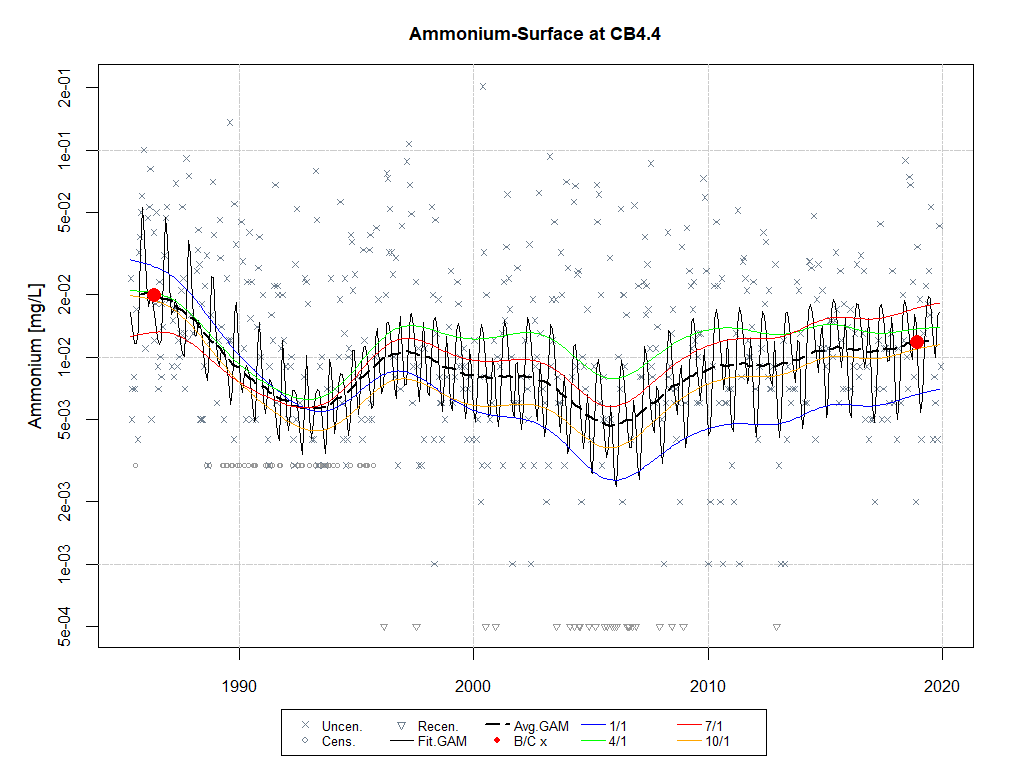 Ammonium-Surface at CB4.4
Ammonium [mg/L]
2e-01
1e-01
5e-02
2e-02
1e-02
5e-03
2e-03
1e-03
5e-04
1990 2000 2010 2020
Uncen. Recen. Avg.GAM 1/1 7/1
Cens. Fit.GAM B/C x 4/1 10/1